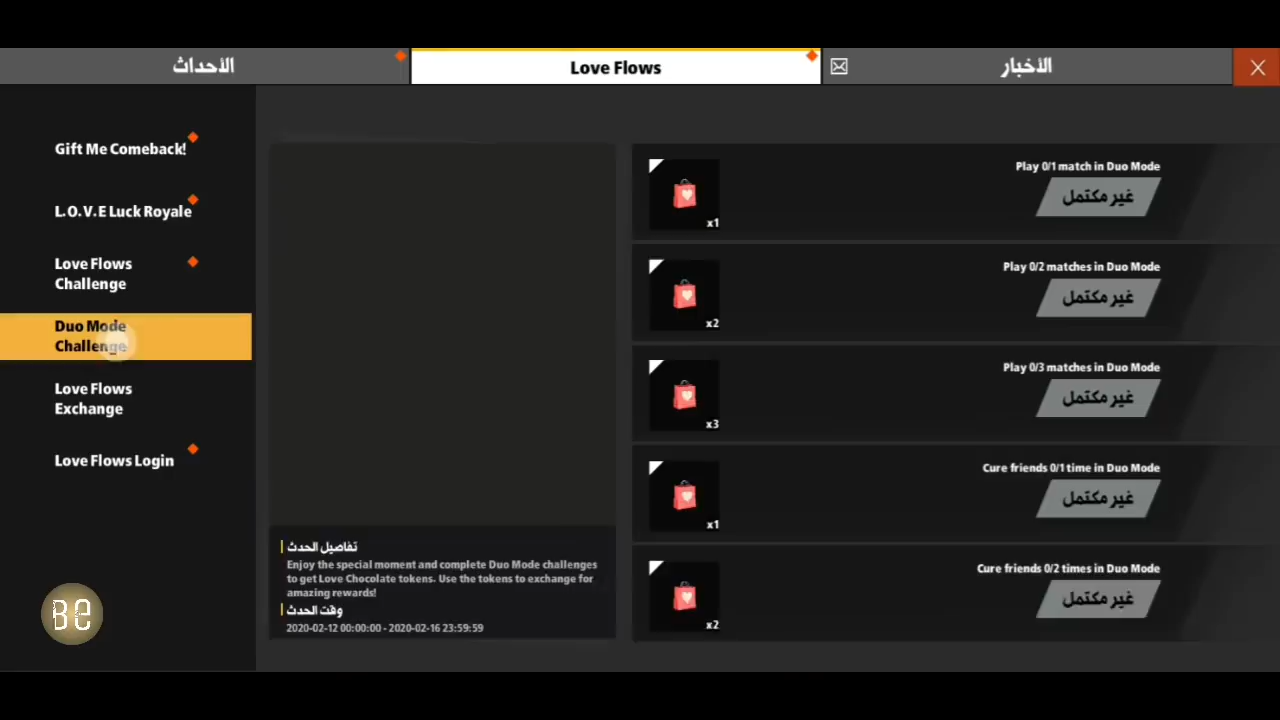 الأحداث
Love Flows
الأخبار
Gift Me Comeback!
L.O.V.E Luck Royale
Love Flows
Challenge
Duo Mode
Challenge
Love Flows
Exchange
Love Flows Login
تفاصيل الحدث
Enjoy the special moment and complete Duo Mode challenges
to get Love Chocolate tokens. Use the tokens to exchange for
amazing rewards!
وقت الحدث
2020-02-12 00:00:00 - 2020-02-16 23:59:59
Play 0/1 match in Duo Mode
غير مكتمل
x1
Play 0/2 matches in Duo Mode
غير مكتمل
x2
Play 0/3 matches in Duo Mode
غير مكتمل
x3
Cure friends 0/1 time in Duo Mode
غير مكتمل
x1
Cure friends 0/2 times in Duo Mode
غير مكتمل
x2